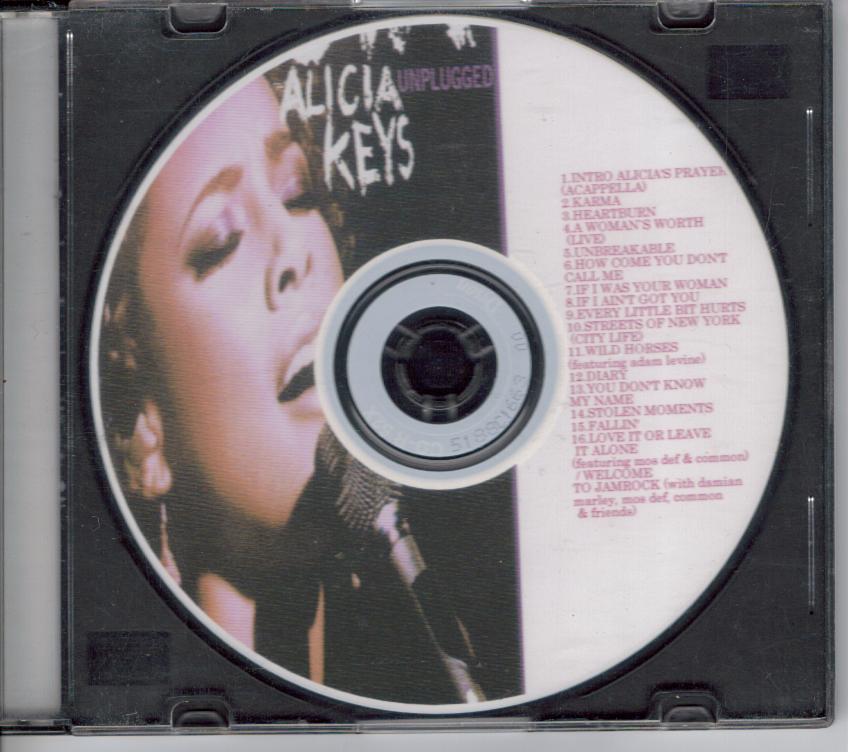 ALICIA UNPLUGGED
KEYS
1.INTRO ALICIA'S PRAYER
(ACAPPELLA)
2.KARMA
3.HEARTBURN
4.A WOMAN'S WORTH
(LIVE)
5.UNBREAKABLE
6.HOW COME YOU DON'T
CALL ME
7.IF I WAS YOUR WOMAN
8.IF I AIN'T GOT YOU
9.EVERY LITTLE BIT HURTS
10.STREETS OF NEW YORK
(CITY LIFE)
11.WILD HORSES
(featuring adam levine)
12.DIARY
13.YOU DON'T KNOW
MY NAME
14.STOLEN MOMENTS
15.FALLIN'
16.LOVE IT OR LEAVE
IT ALONE
(featuring mos def & common)
/ WELCOME
TO JAMROCK (with damian
marley, mos def, common
& friends)